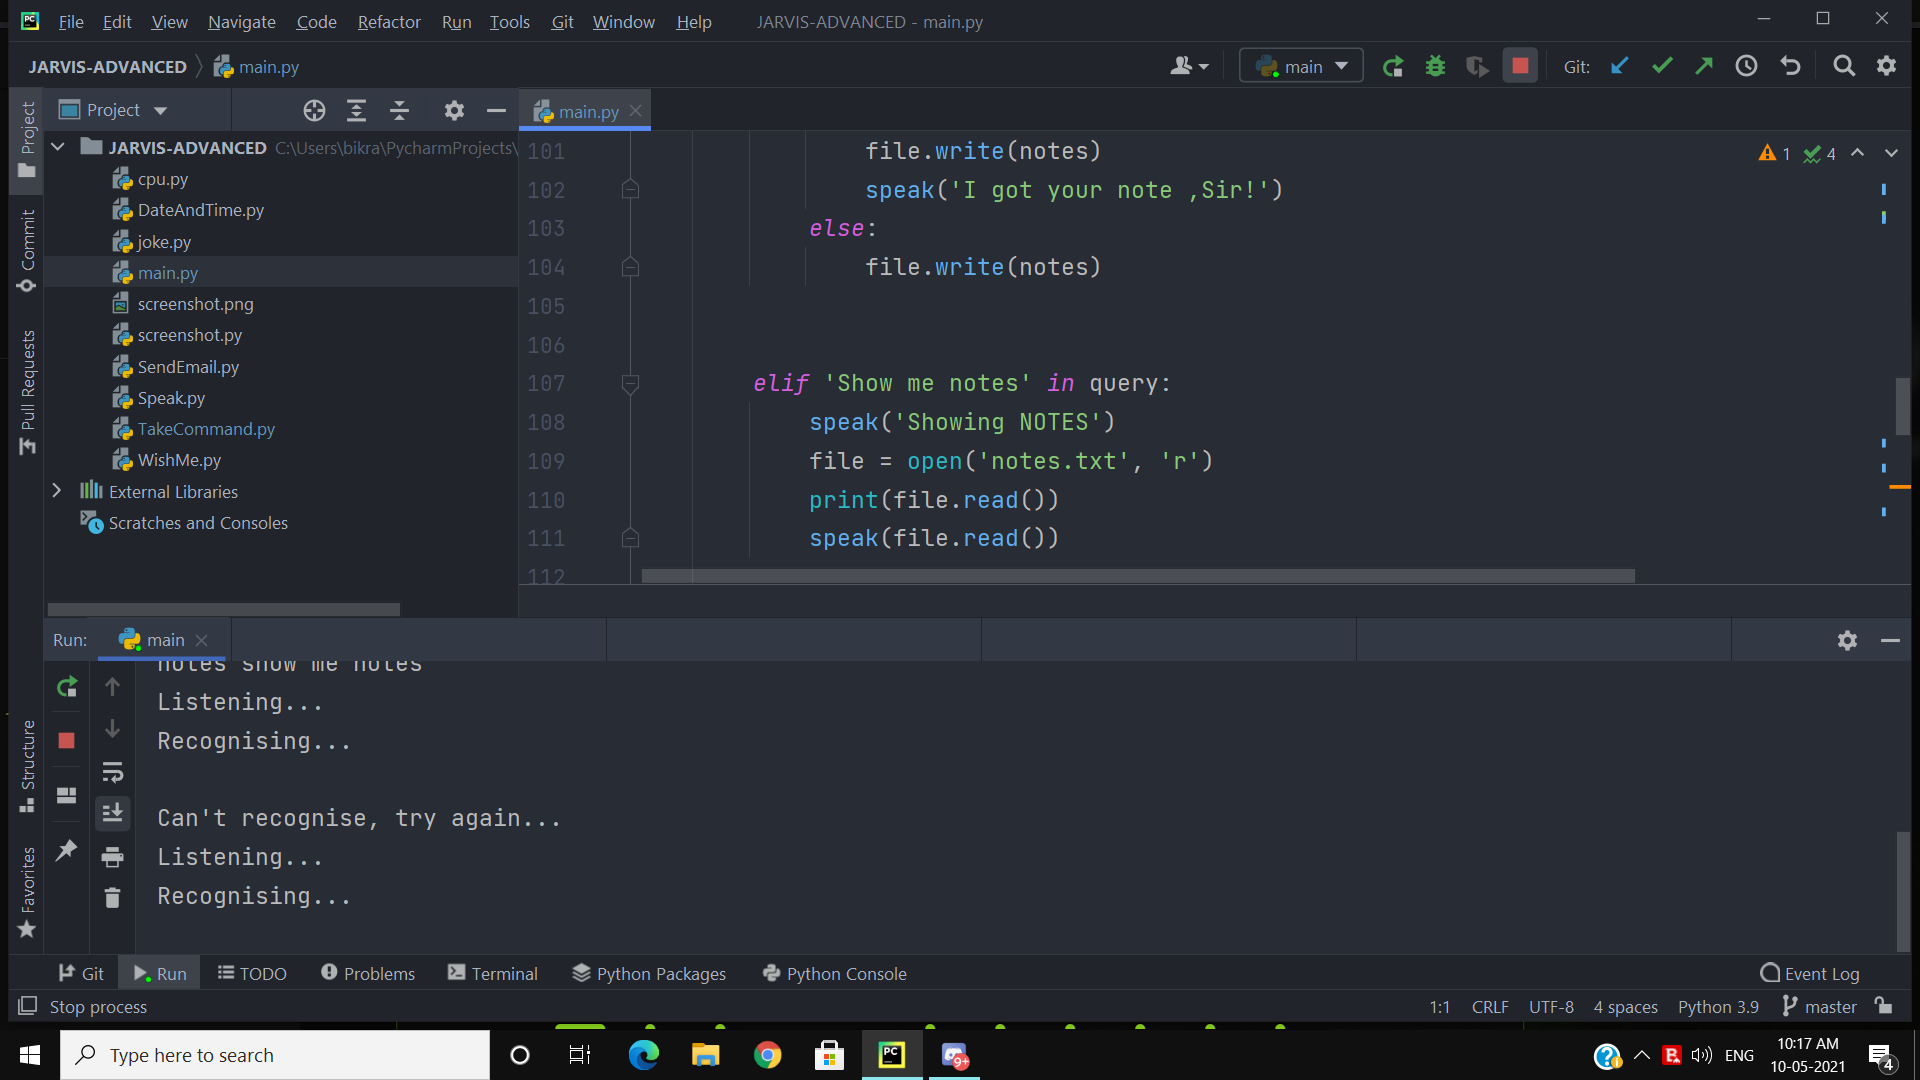 File Edit View Navigate Code Refactor Run Tools Git Window Help JARVIS-ADVANCED - main.py
JARVIS-ADVANCED main.py
main
Git:
Project
Project
main.py
JARVIS-ADVANCED C:\Users\bikra\PycharmProjects\
cpu.py
DateAndTime.py
joke.py
main.py
screenshot.png
screenshot.py
SendEmail.py
Speak.py
TakeCommand.py
WishMe.py
External Libraries
Scratches and Consoles
Commit
Pull Requests
Structure
Favorites
101 file.write(notes)
102 speak('I got your note ,Sir!')
103 else:
104 file.write(notes)
105
106
107 elif 'Show me notes' in query:
108 speak('Showing NOTES')
109 file = open('notes.txt', 'r')
110 print(file.read())
111 speak(file.read())
112
1 4
Run: main
notes show me notes
Listening...
Recognising...
Can't recognise, try again...
Listening...
Recognising...
Git Run TODO Problems Terminal Python Packages Python Console Event Log
Stop process 1:1 CRLF UTF-8 4 spaces Python 3.9 master
Type here to search
PC
9+
ENG
10:17 AM
10-05-2021
4